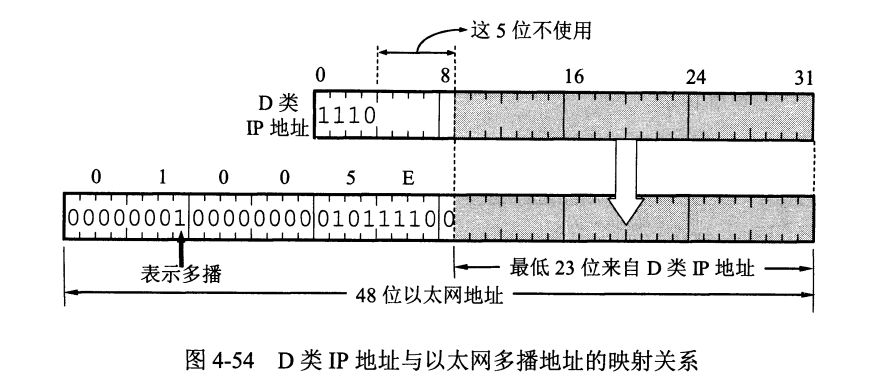 这 5 位不使用
0 8 16 24 31
D 类
IP 地址
1110
0 1 0 0 5 E
00000001 00000000 01011110 0
表示多播
最低 23 位来自 D 类 IP 地址
48 位以太网地址
图 4-54 D 类 IP 地址与以太网多播地址的映射关系